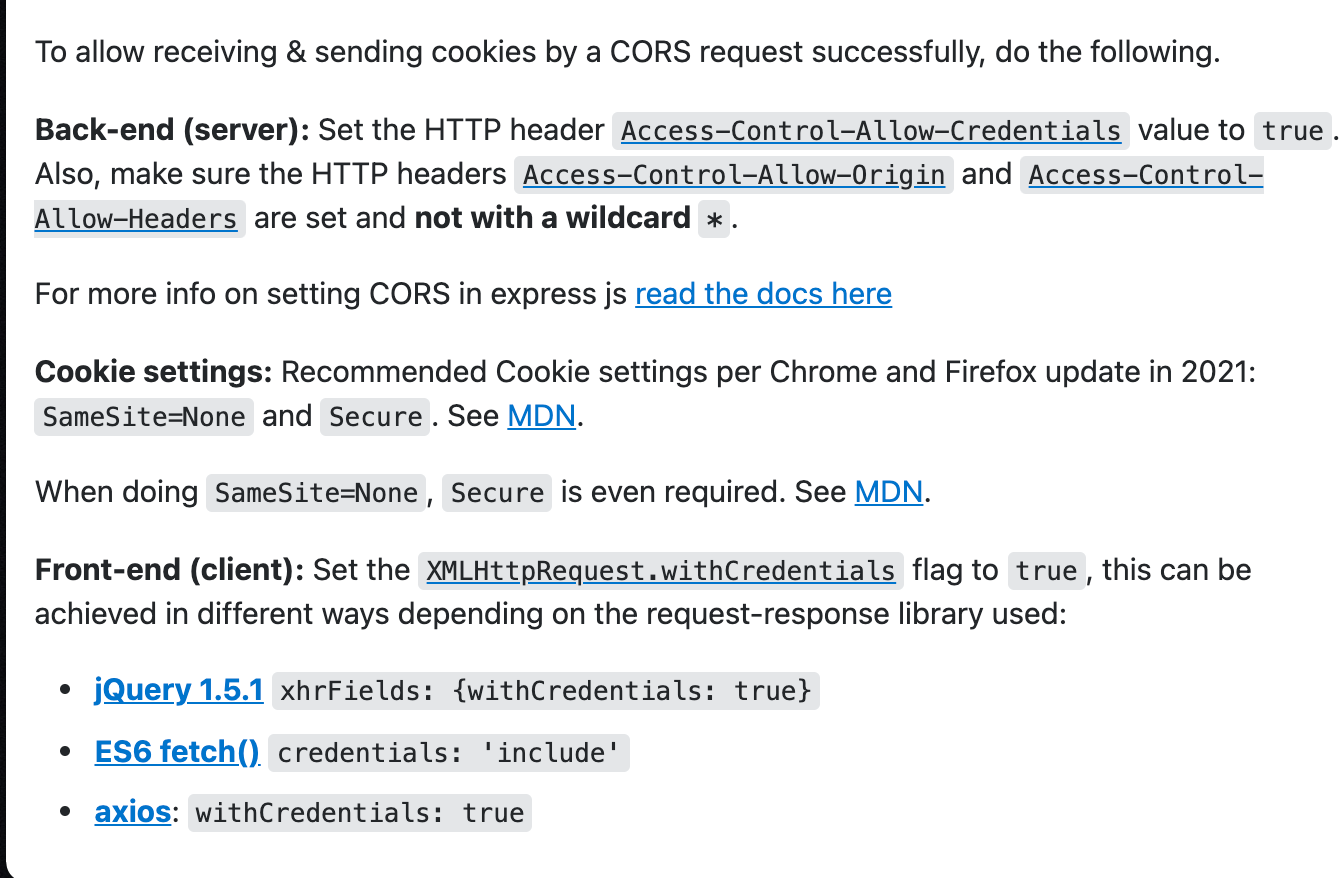 To allow receiving & sending cookies by a CORS request successfully, do the following.
Back-end (server): Set the HTTP header Access-Control-Allow-Credentials value to true.
Also, make sure the HTTP headers Access-Control-Allow-Origin and Access-Control-
Allow-Headers are set and not with a wildcard *.
For more info on setting CORS in express js read the docs here
Cookie settings: Recommended Cookie settings per Chrome and Firefox update in 2021:
SameSite=None and Secure. See MDN.
When doing SameSite=None, Secure is even required. See MDN.
Front-end (client): Set the XMLHttpRequest.withCredentials flag to true, this can be
achieved in different ways depending on the request-response library used:
• jQuery 1.5.1 xhrFields: {withCredentials: true}
• ES6 fetch() credentials: 'include'
• axios: withCredentials: true